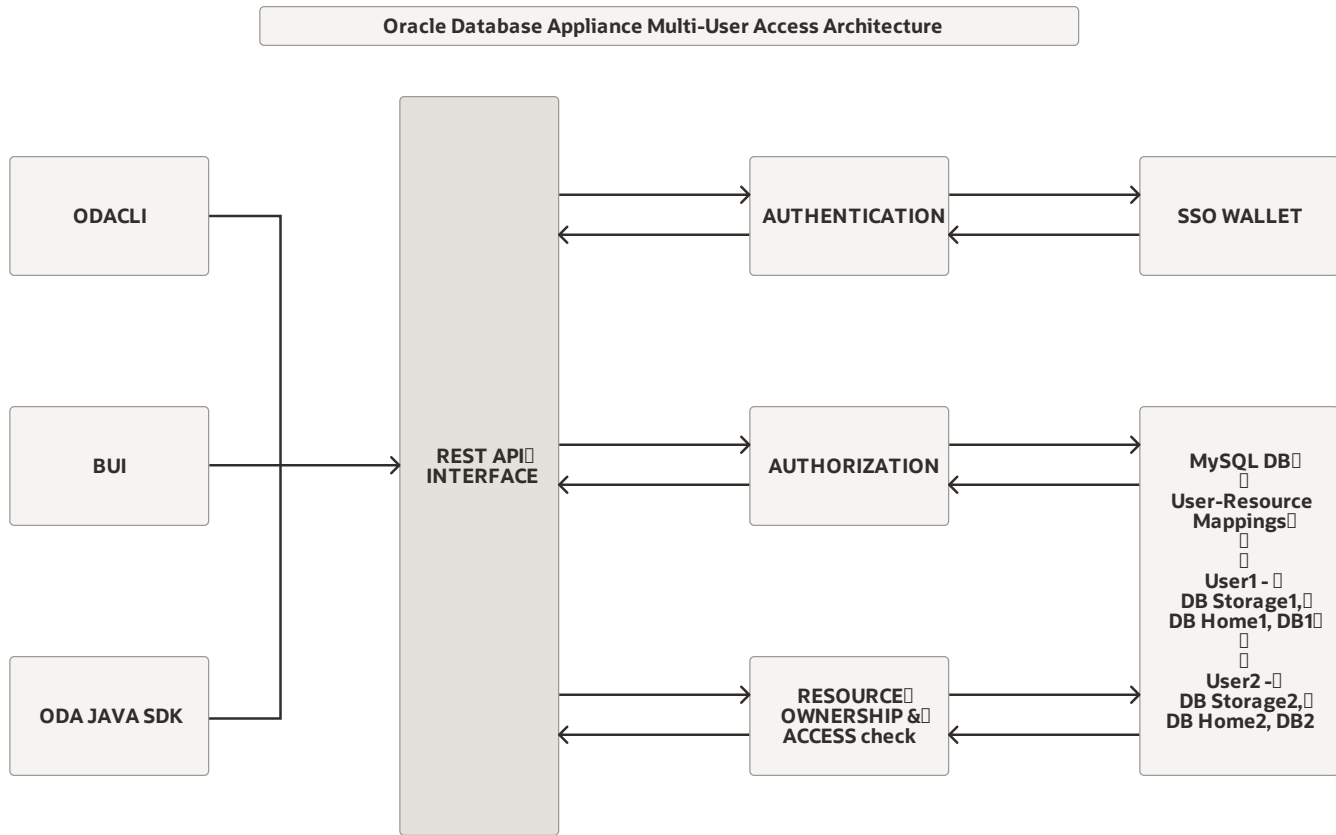 Oracle Database Appliance Multi-User Access Architecture
ODACLI
BUI
ODA JAVA SDK
REST API
INTERFACE
AUTHENTICATION
SSO WALLET
AUTHORIZATION
MySQL DB
User-Resource
Mappings
User1 -
DB Storage1,
DB Home1, DB1
User2 -
DB Storage2,
DB Home2, DB2
RESOURCE
OWNERSHIP &
ACCESS check